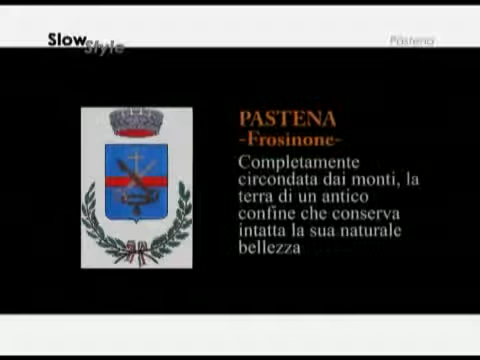 Slow
Style
Pastena
PASTENA
-Frosinone-
Completamente
circondata dai monti, la
terra di un antico
confine che conserva
intatta la sua naturale
bellezza